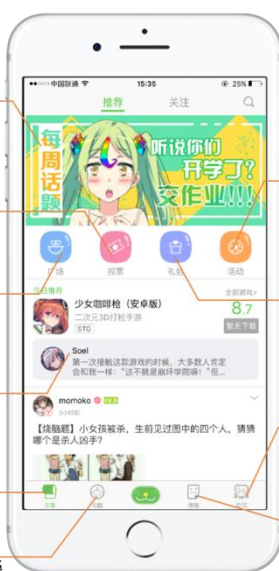 中国联通
15:35
25%
推荐
关注
每周话题
听说你们
开学了?
交作业!!!
广场
投票
礼包
活动
今日推荐
全部游戏>
少女咖啡枪(安卓版)
8.7
二次元3D打枪手游
STG
暂无下载
Soel
第一次接触这款游戏的时候,大多数人肯定
会和我一样:“这不就是崩坏学院嘛!”但...
momoko
LV.3
【烧脑题】小女孩被杀,生前见过图中的四个人,猜猜
哪个是杀人凶手?